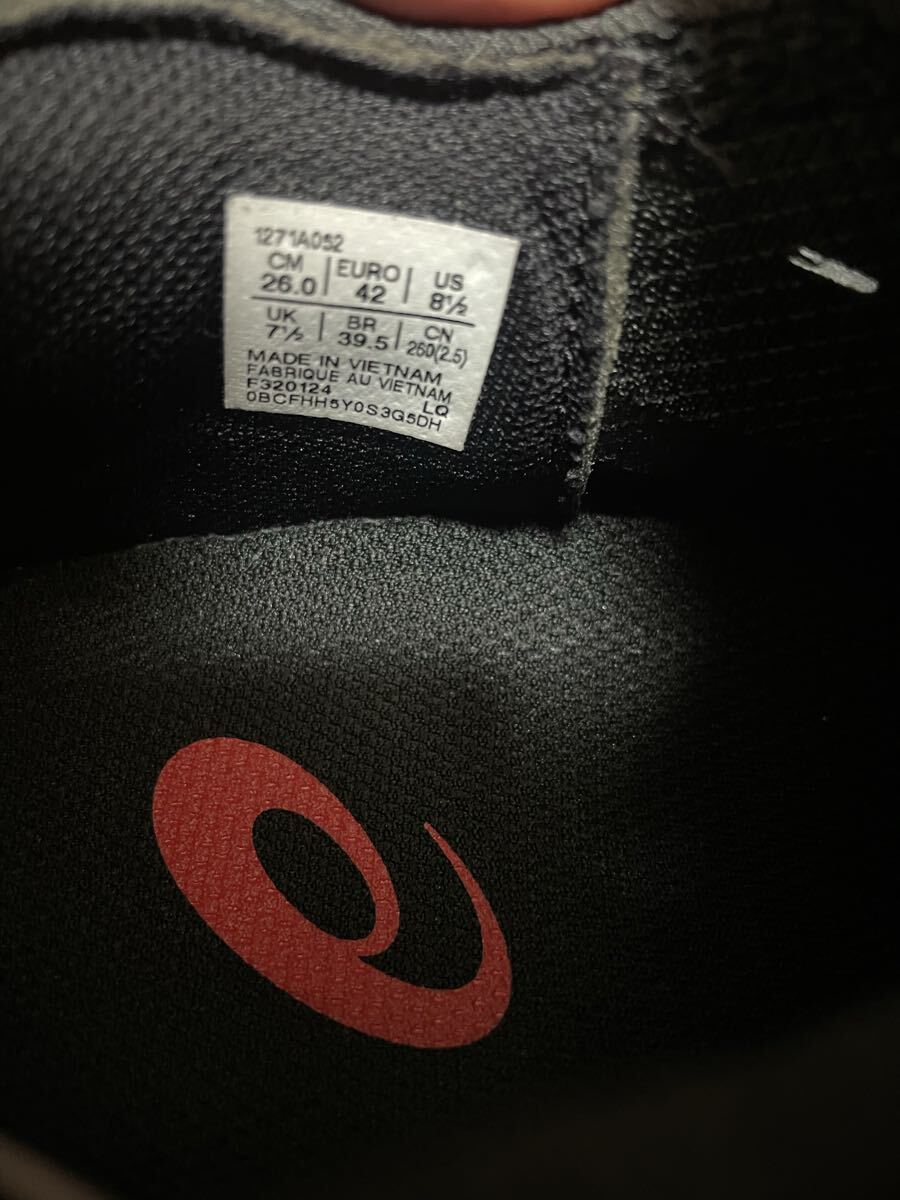 1271A052
CM | EURO | US
26.0 | 42 | 8½
UK | BR | CN
7½ | 39.5 | 260(2.5)
MADE IN VIETNAM
FABRIQUE AU VIETNAM
F320124 LQ
0BCFHH5Y0S3G5DH